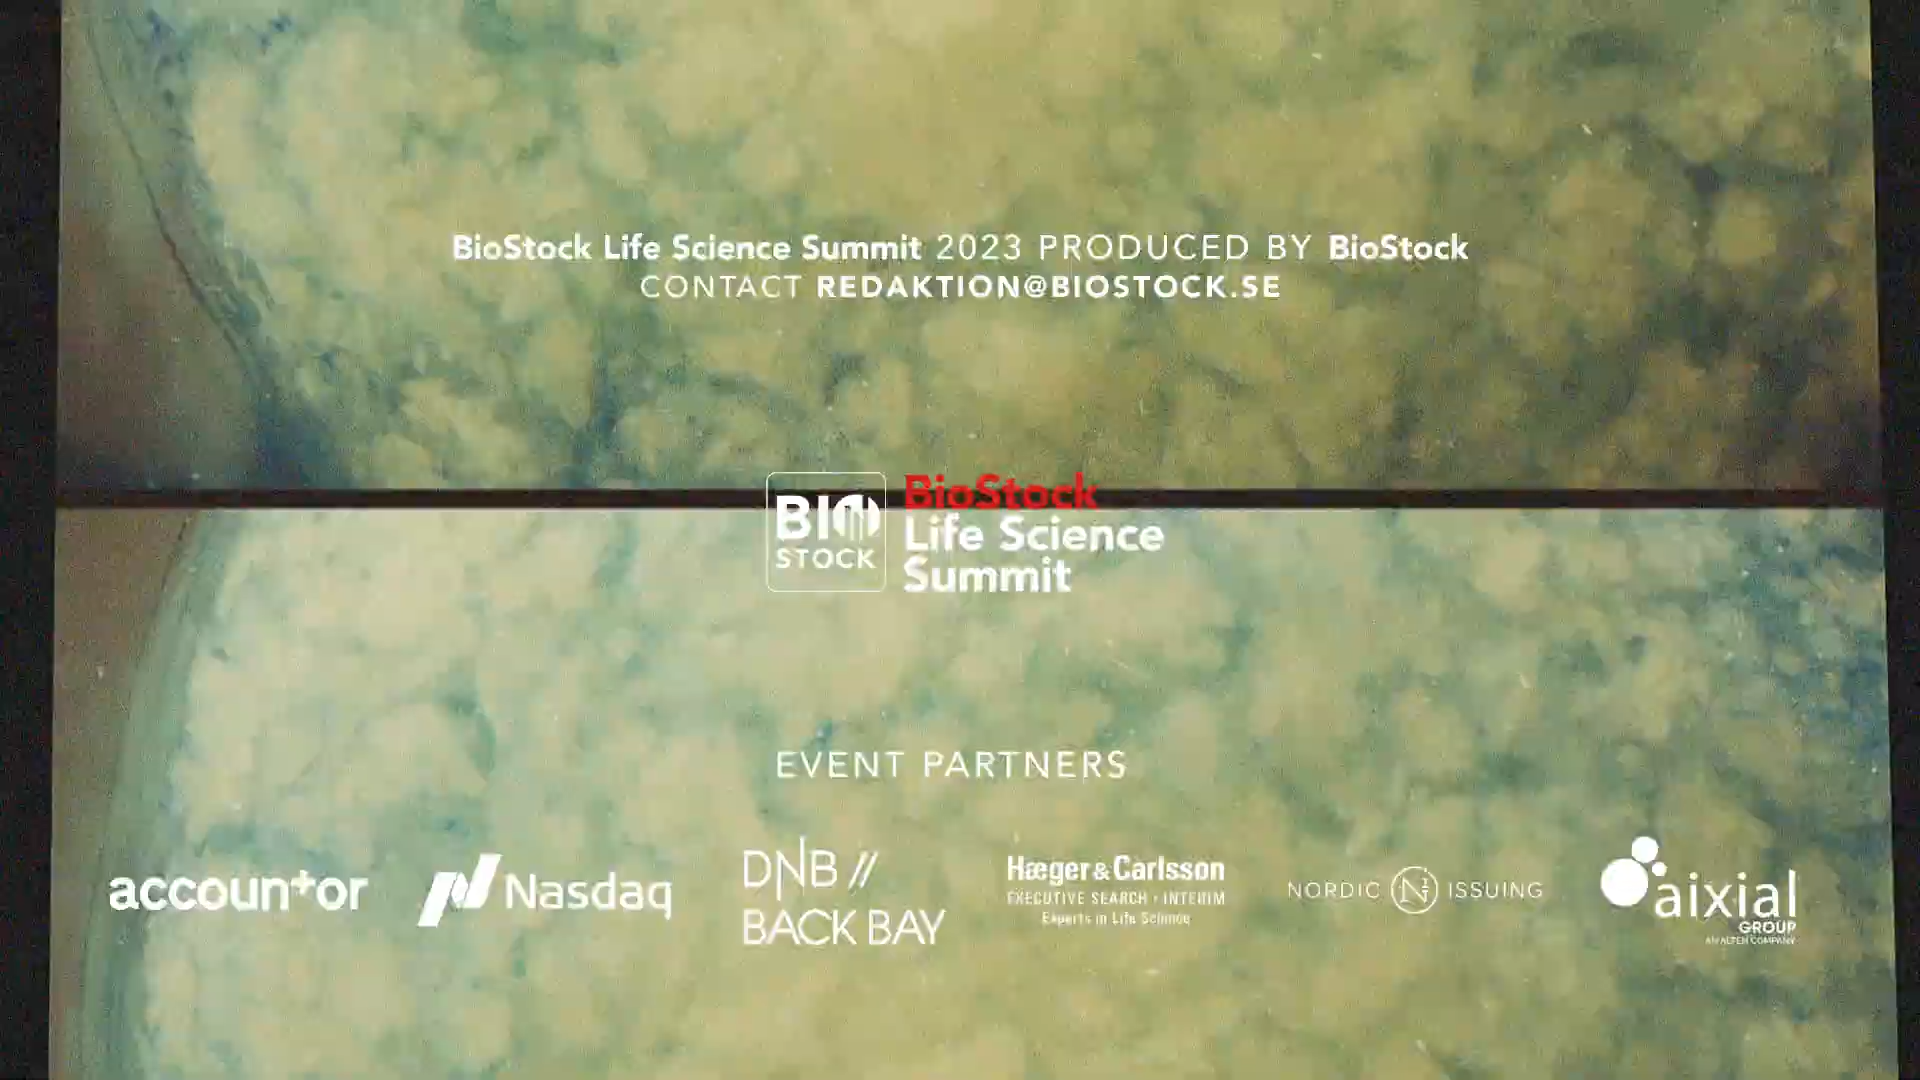 BioStock Life Science Summit 2023 PRODUCED BY BioStock
CONTACT REDAKTION@BIOSTOCK.SE
BIO
STOCK
BioStock
Life Science
Summit
EVENT PARTNERS
accountor
Nasdaq
DNB //
BACK BAY
Hæger & Carlsson
EXECUTIVE SEARCH · INTERIM
Experts in Life Science
NORDIC N ISSUING
aixial
GROUP
AN ALTEN COMPANY